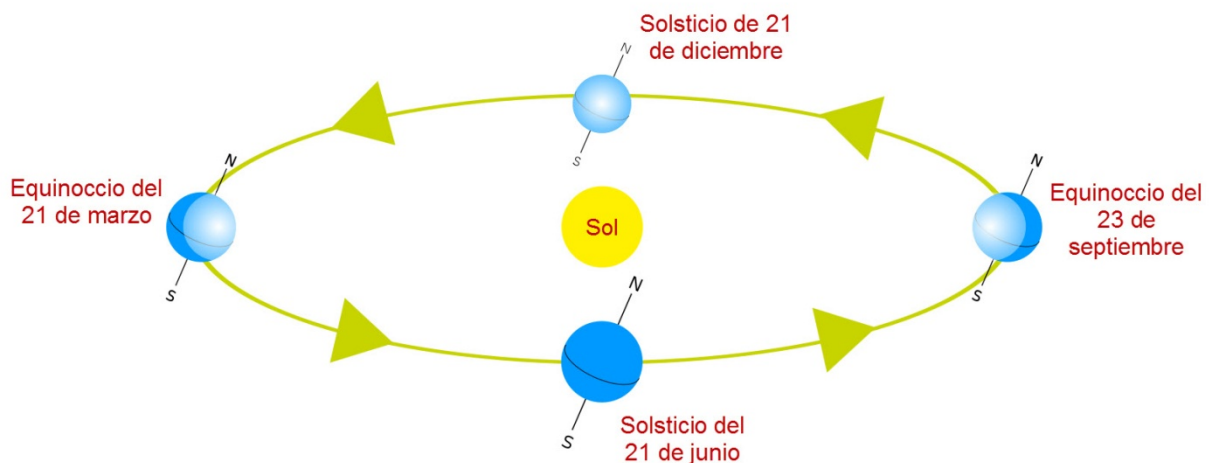 Solsticio de 21
de diciembre
N
S
Equinoccio del
21 de marzo
N
S
Sol
Equinoccio del
23 de
septiembre
N
S
N
S
Solsticio del
21 de junio